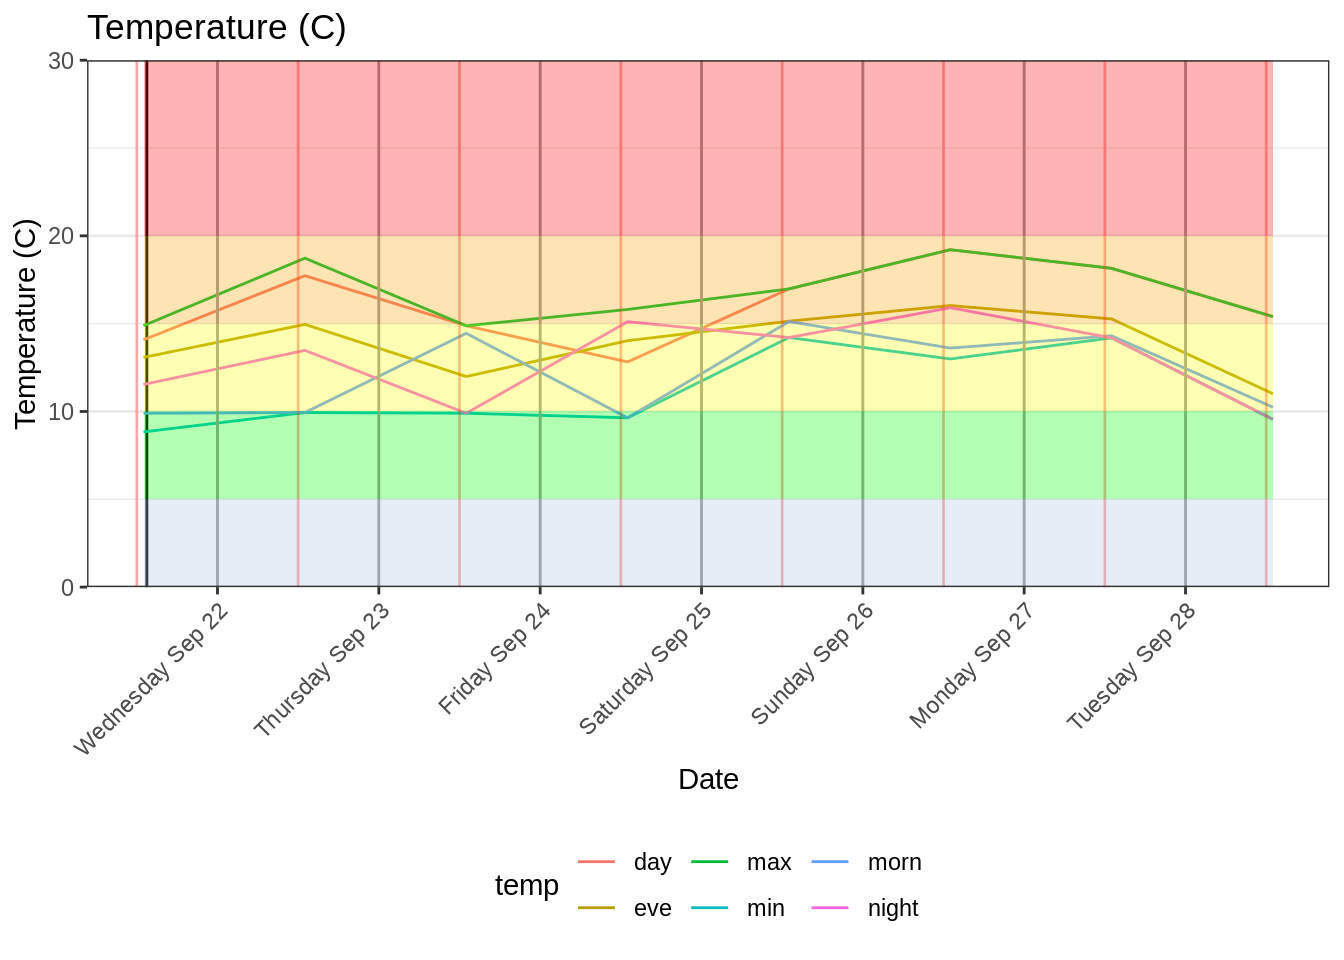 Temperature (C)
30
20
10
0
Temperature (C)
Wednesday Sep 22
Thursday Sep 23
Friday Sep 24
Saturday Sep 25
Sunday Sep 26
Monday Sep 27
Tuesday Sep 28
Date
temp
day max morn
eve min night